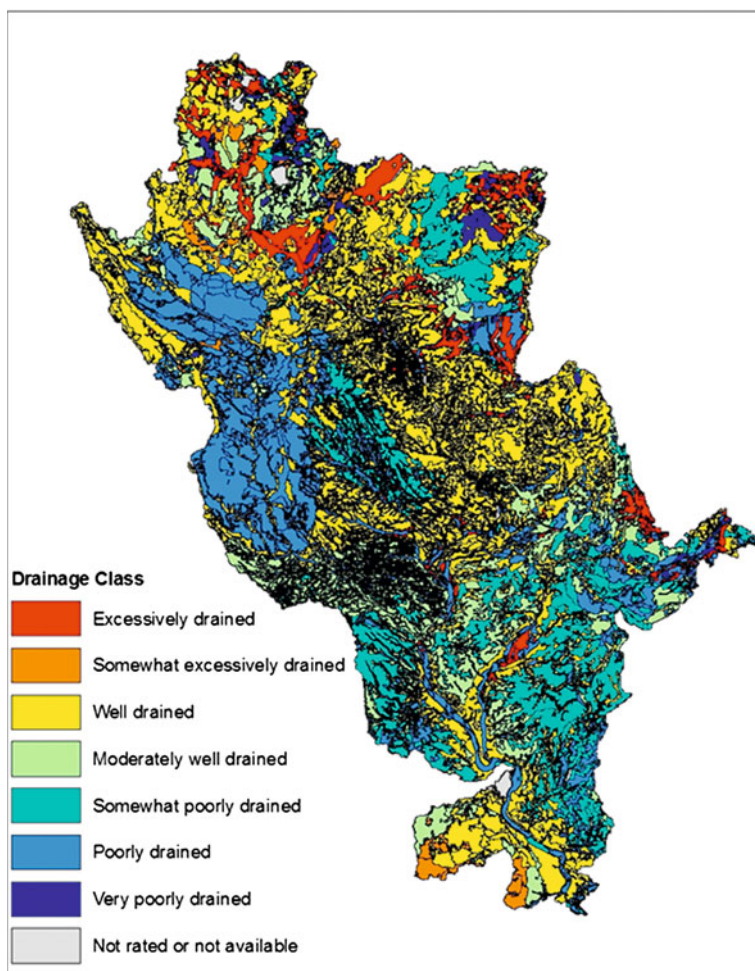 Drainage Class
Excessively drained
Somewhat excessively drained
Well drained
Moderately well drained
Somewhat poorly drained
Poorly drained
Very poorly drained
Not rated or not available